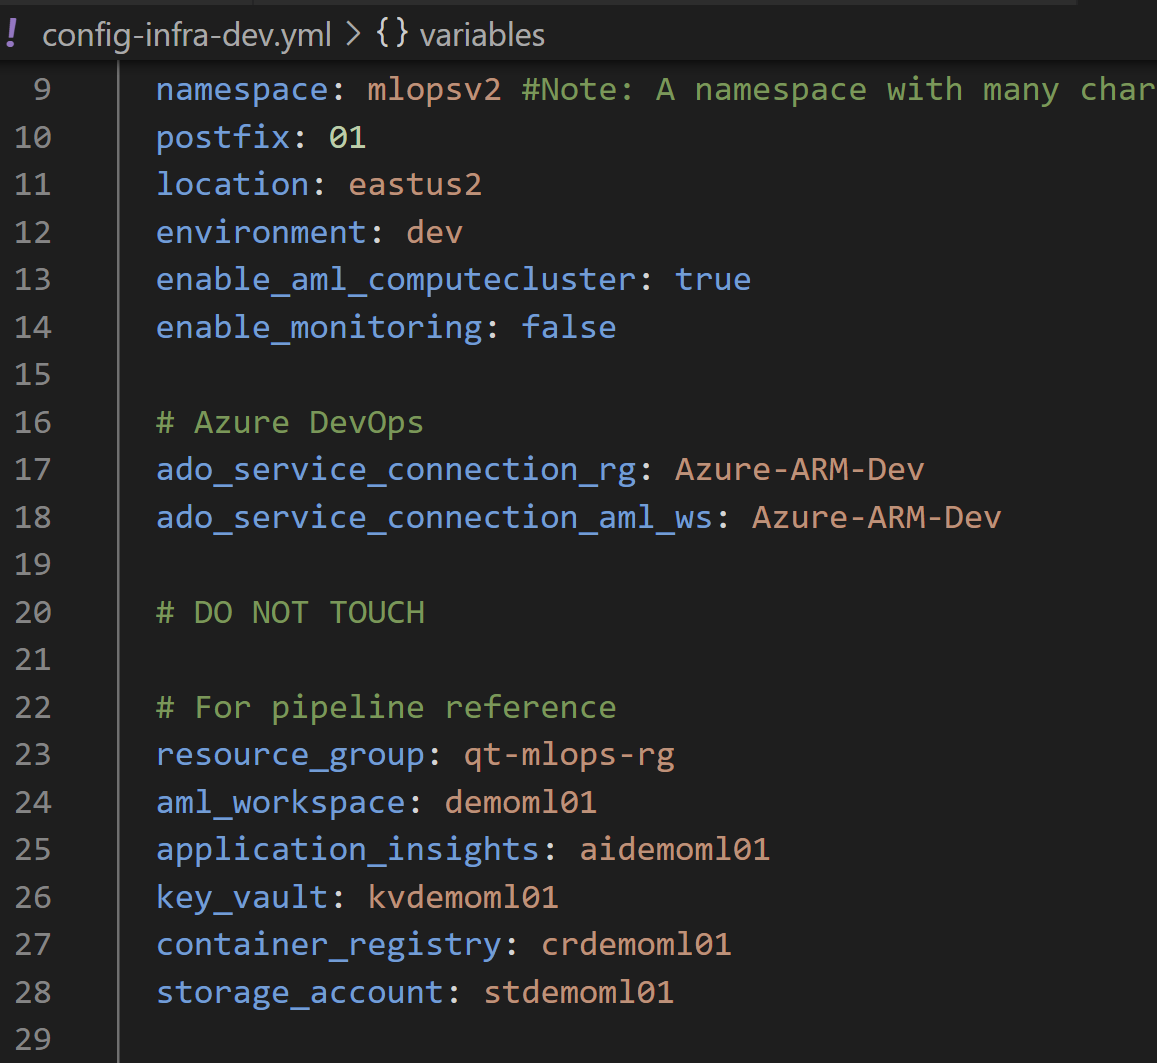 ! config-infra-dev.yml > {} variables
9 namespace: mlopsv2 #Note: A namespace with many char
10 postfix: 01
11 location: eastus2
12 environment: dev
13 enable_aml_computecluster: true
14 enable_monitoring: false
15
16 # Azure DevOps
17 ado_service_connection_rg: Azure-ARM-Dev
18 ado_service_connection_aml_ws: Azure-ARM-Dev
19
20 # DO NOT TOUCH
21
22 # For pipeline reference
23 resource_group: qt-mlops-rg
24 aml_workspace: demoml01
25 application_insights: aidemoml01
26 key_vault: kvdemoml01
27 container_registry: crdemoml01
28 storage_account: stdemoml01
29